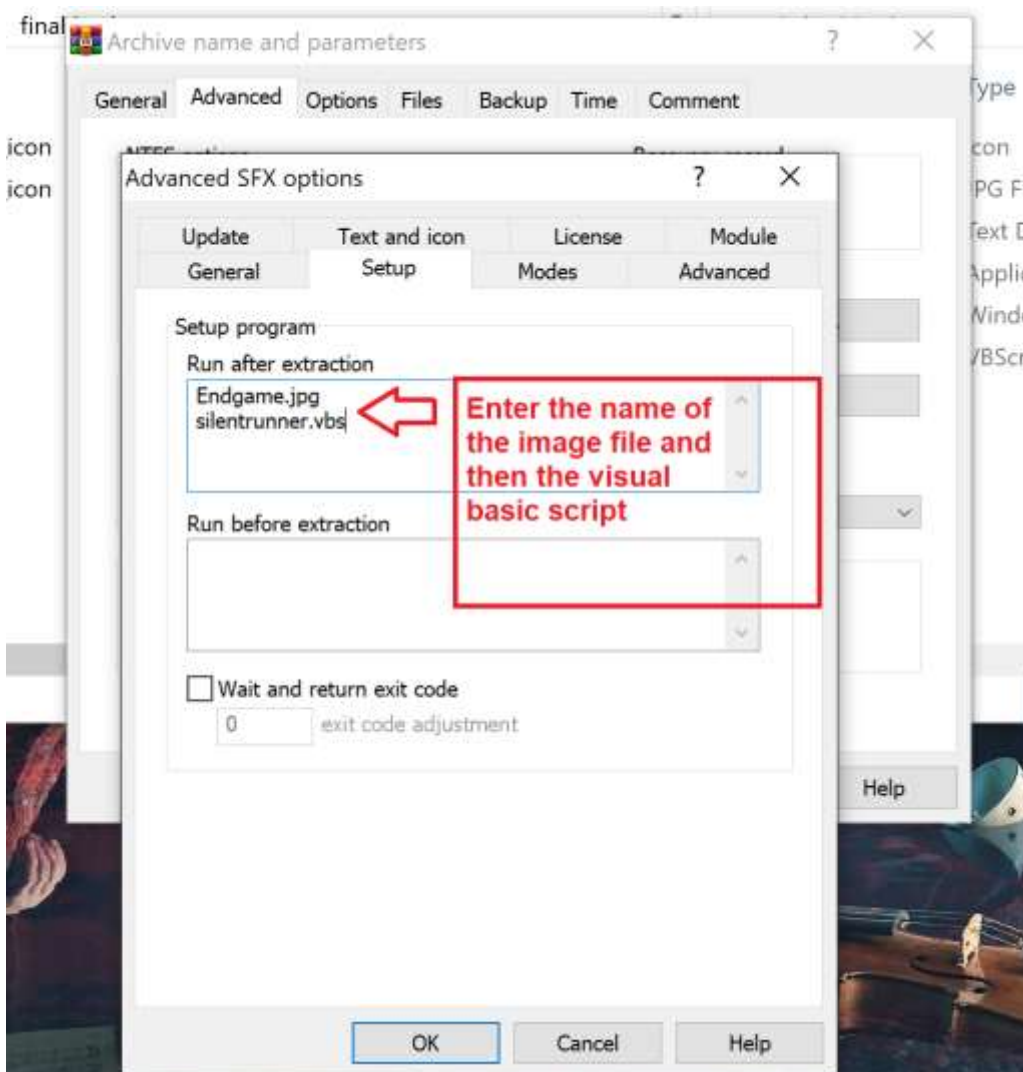 final
Archive name and parameters
General Advanced Options Files Backup Time Comment
Type
icon
icon
Advanced SFX options
Update Text and icon License Module
General Setup Modes Advanced
Setup program
Run after extraction
Endgame.jpg
silentrunner.vbs
Enter the name of
the image file and
then the visual
basic script
Run before extraction
Wait and return exit code
0 exit code adjustment
Help
OK Cancel Help